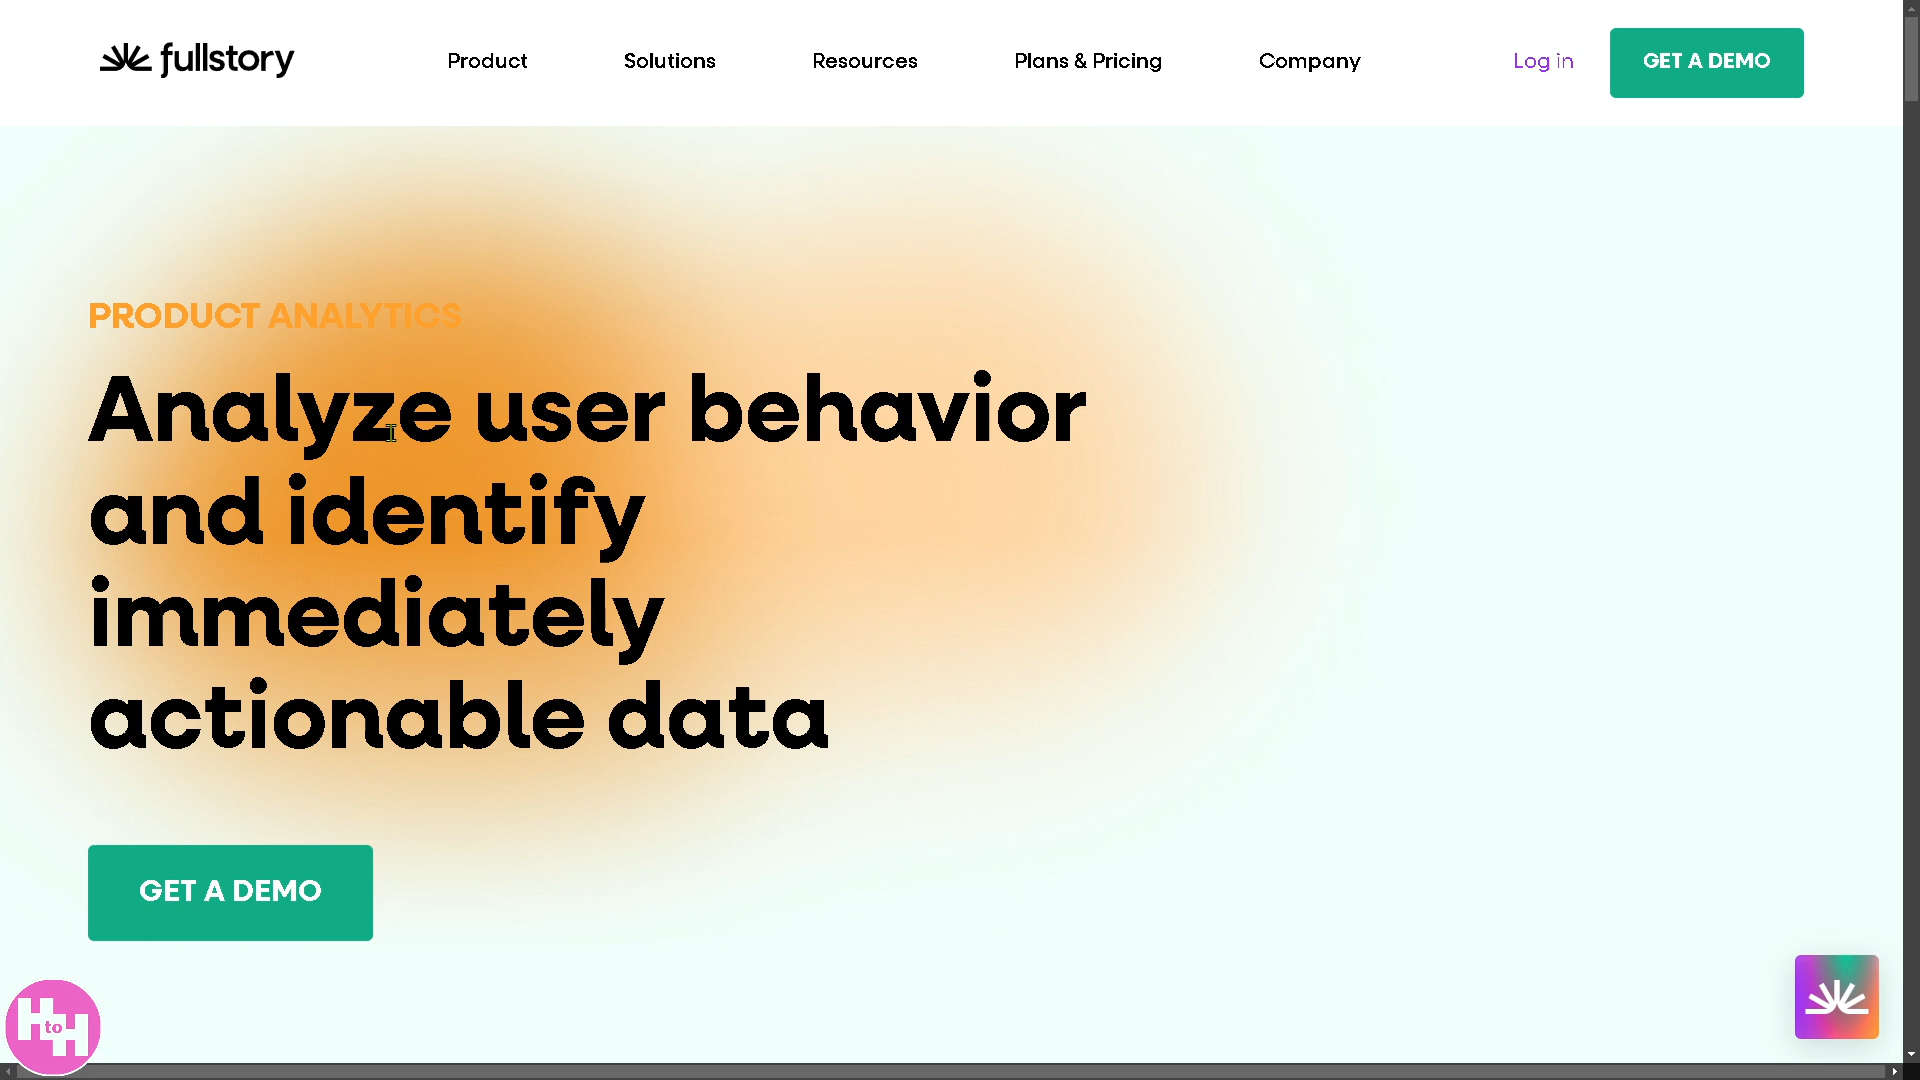 fullstory
Product
Solutions
Resources
Plans & Pricing
Company
Log in
GET A DEMO
PRODUCT ANALYTICS
Analyze user behavior
and identify
immediately
actionable data
GET A DEMO
H to H